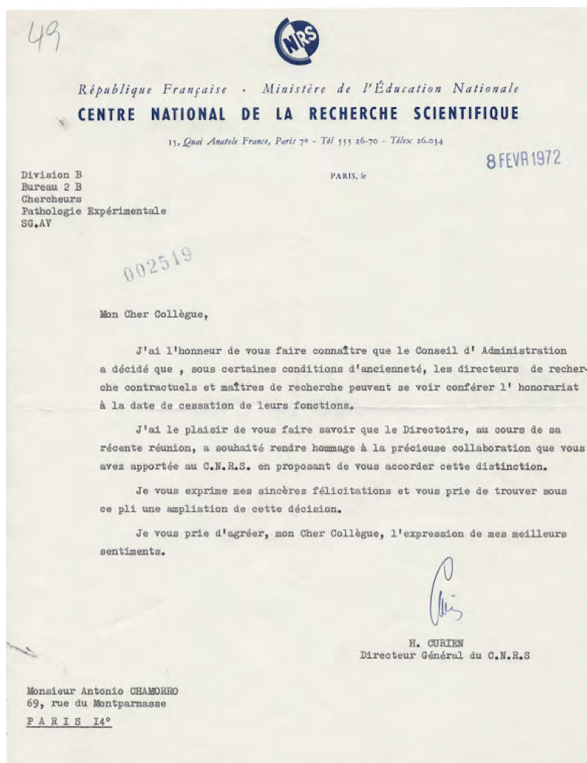 49
CNRS
République Française · Ministère de l'Éducation Nationale
CENTRE NATIONAL DE LA RECHERCHE SCIENTIFIQUE
15, Quai Anatole France, Paris 7e - Tél 555 26-70 - Télex 26.034
8 FEVR 1972
PARIS, le
Division B
Bureau 2 B
Chercheurs
Pathologie Expérimentale
SG.AV
002519
Mon Cher Collègue,
J'ai l'honneur de vous faire connaître que le Conseil d' Administration
a décidé que , sous certaines conditions d'ancienneté, les directeurs de recher-
che contractuels et maîtres de recherche peuvent se voir conférer l' honorariat
à la date de cessation de leurs fonctions.
J'ai le plaisir de vous faire savoir que le Directoire, au cours de sa
récente réunion, a souhaité rendre hommage à la précieuse collaboration que vous
avez apportée au C.N.R.S. en proposant de vous accorder cette distinction.
Je vous exprime mes sincères félicitations et vous prie de trouver sous
ce pli une ampliation de cette décision.
Je vous prie d'agréer, mon Cher Collègue, l'expression de mes meilleurs
sentiments.
H. CURIEN
Directeur Général du C.N.R.S
Monsieur Antonio CHAMORRO
69, rue du Montparnasse
PARIS 14°